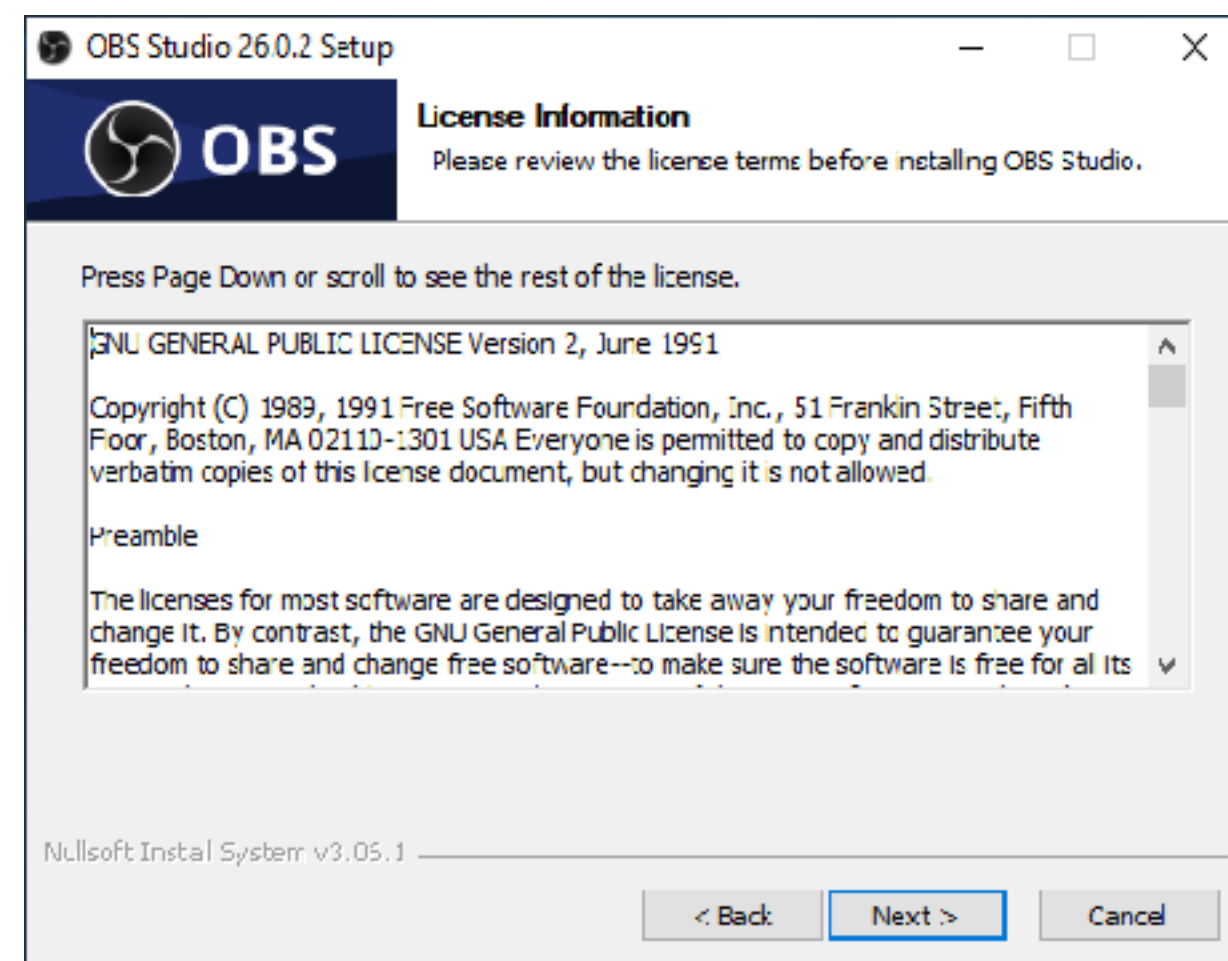 OBS Studio 26.0.2 Setup
OBS
License Information
Please review the license terms before installing OBS Studio.
Press Page Down or scroll to see the rest of the license.
GNU GENERAL PUBLIC LICENSE Version 2, June 1991
Copyright (C) 1989, 1991 Free Software Foundation, Inc., 51 Franklin Street, Fifth
Floor, Boston, MA 02110-1301 USA Everyone is permitted to copy and distribute
verbatim copies of this license document, but changing it is not allowed.
Preamble
The licenses for most software are designed to take away your freedom to share and
change it. By contrast, the GNU General Public License is intended to guarantee your
freedom to share and change free software--to make sure the software is free for all its
Nullsoft Install System
< Back
Next >
Cancel